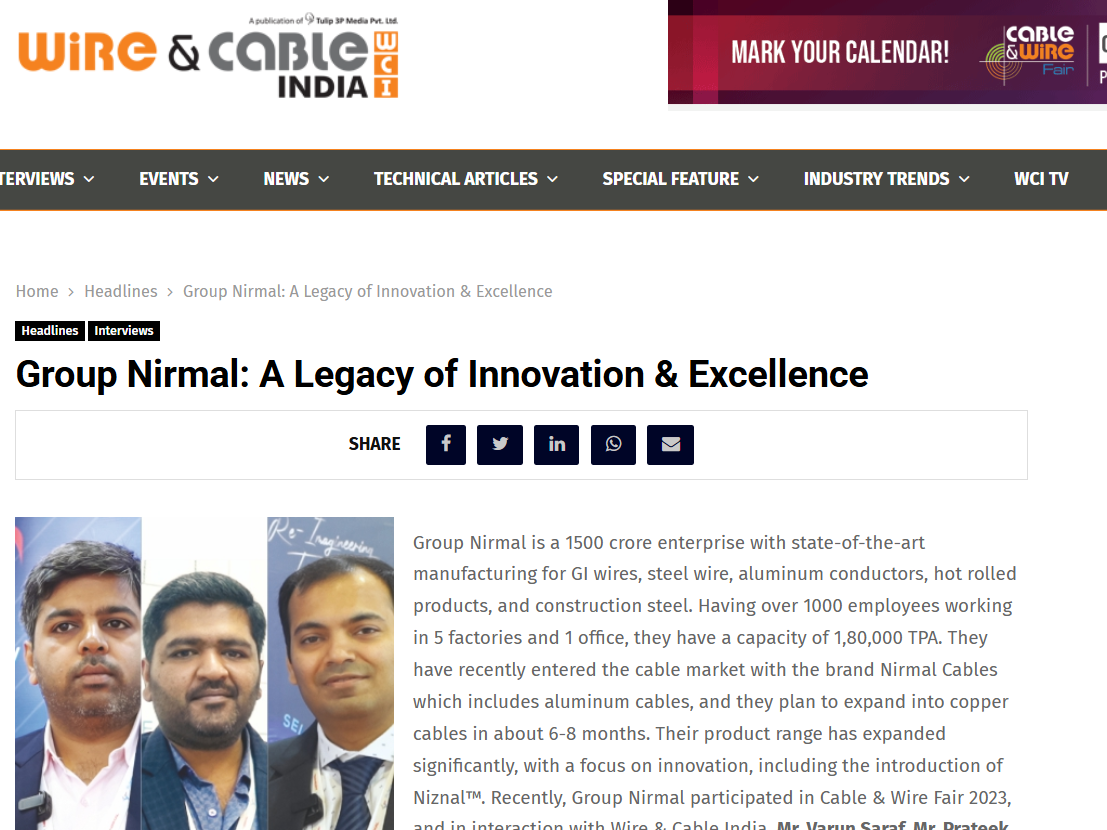 A publication of Tulip 3P Media Pvt. Ltd.
WiRE & CABLE WCI
INDIA
MARK YOUR CALENDAR!
CABLE
&WiRE
Fair
TERVIEWS
EVENTS
NEWS
TECHNICAL ARTICLES
SPECIAL FEATURE
INDUSTRY TRENDS
WCI TV
Home > Headlines > Group Nirmal: A Legacy of Innovation & Excellence
Headlines Interviews
Group Nirmal: A Legacy of Innovation & Excellence
SHARE
Re-Imagineering
SEL
Group Nirmal is a 1500 crore enterprise with state-of-the-art
manufacturing for GI wires, steel wire, aluminum conductors, hot rolled
products, and construction steel. Having over 1000 employees working
in 5 factories and 1 office, they have a capacity of 1,80,000 TPA. They
have recently entered the cable market with the brand Nirmal Cables
which includes aluminum cables, and they plan to expand into copper
cables in about 6-8 months. Their product range has expanded
significantly, with a focus on innovation, including the introduction of
Niznal™. Recently, Group Nirmal participated in Cable & Wire Fair 2023,
and in interaction with Wire & Cable India, Mr. Varun Saraf, Mr. Prateek